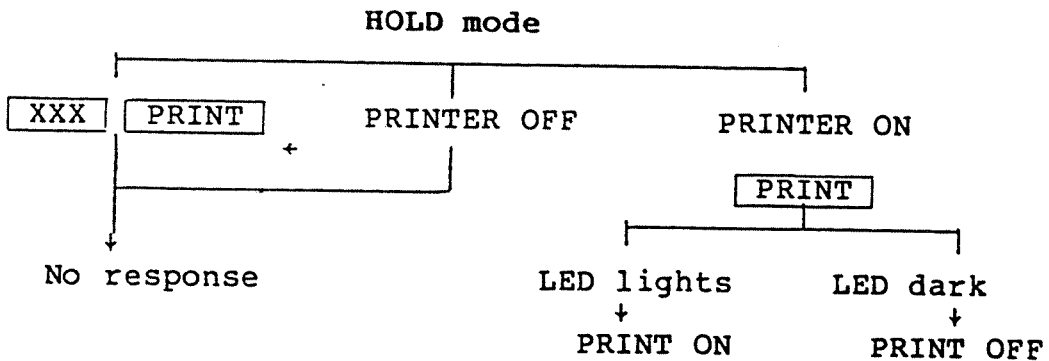 HOLD mode
XXX PRINT PRINTER OFF PRINTER ON
PRINT
No response LED lights LED dark
PRINT ON PRINT OFF